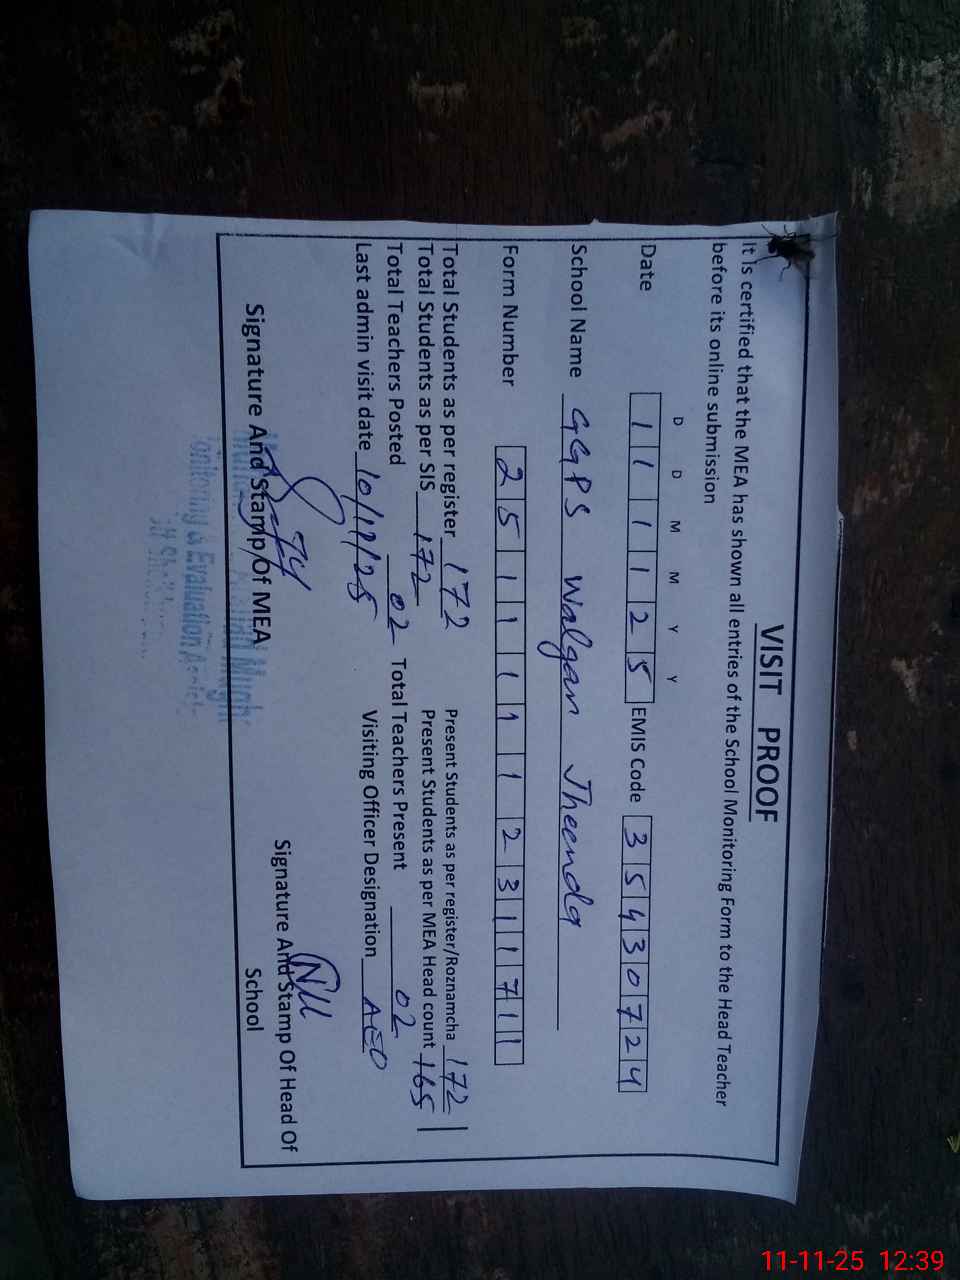 VISIT PROOF
It is certified that the MEA has shown all entries of the School Monitoring Form to the Head Teacher
before its online submission
D D M M Y Y
Date 1 1 1 1 2 5 EMIS Code 3 5 4 3 0 7 2 4
School Name GGPS Walgan Jheenda
Form Number 2 5 1 1 1 1 1 2 3 1 1 7 1 1
Total Students as per register 172 Present Students as per register/Roznamcha 172
Total Students as per SIS 172 Present Students as per MEA Head count 165
Total Teachers Posted 02 Total Teachers Present 02
Last admin visit date 10/11/25 Visiting Officer Designation AEO
Signature And Stamp Of MEA
Signature And Stamp Of Head Of
School
Monitoring & Evaluation
11-11-25 12:39